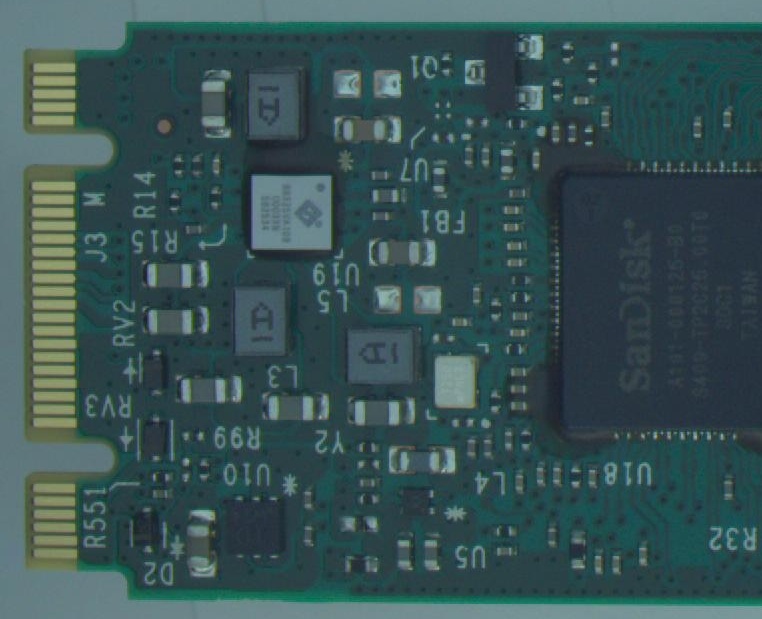 Q1
U7
R14
M
FB1
R15
J3
U19
L5
RV2
SanDisk
TAIWAN
L3
RV3
R99
Y2
U10
L4
U18
R551
U5
R32
D2